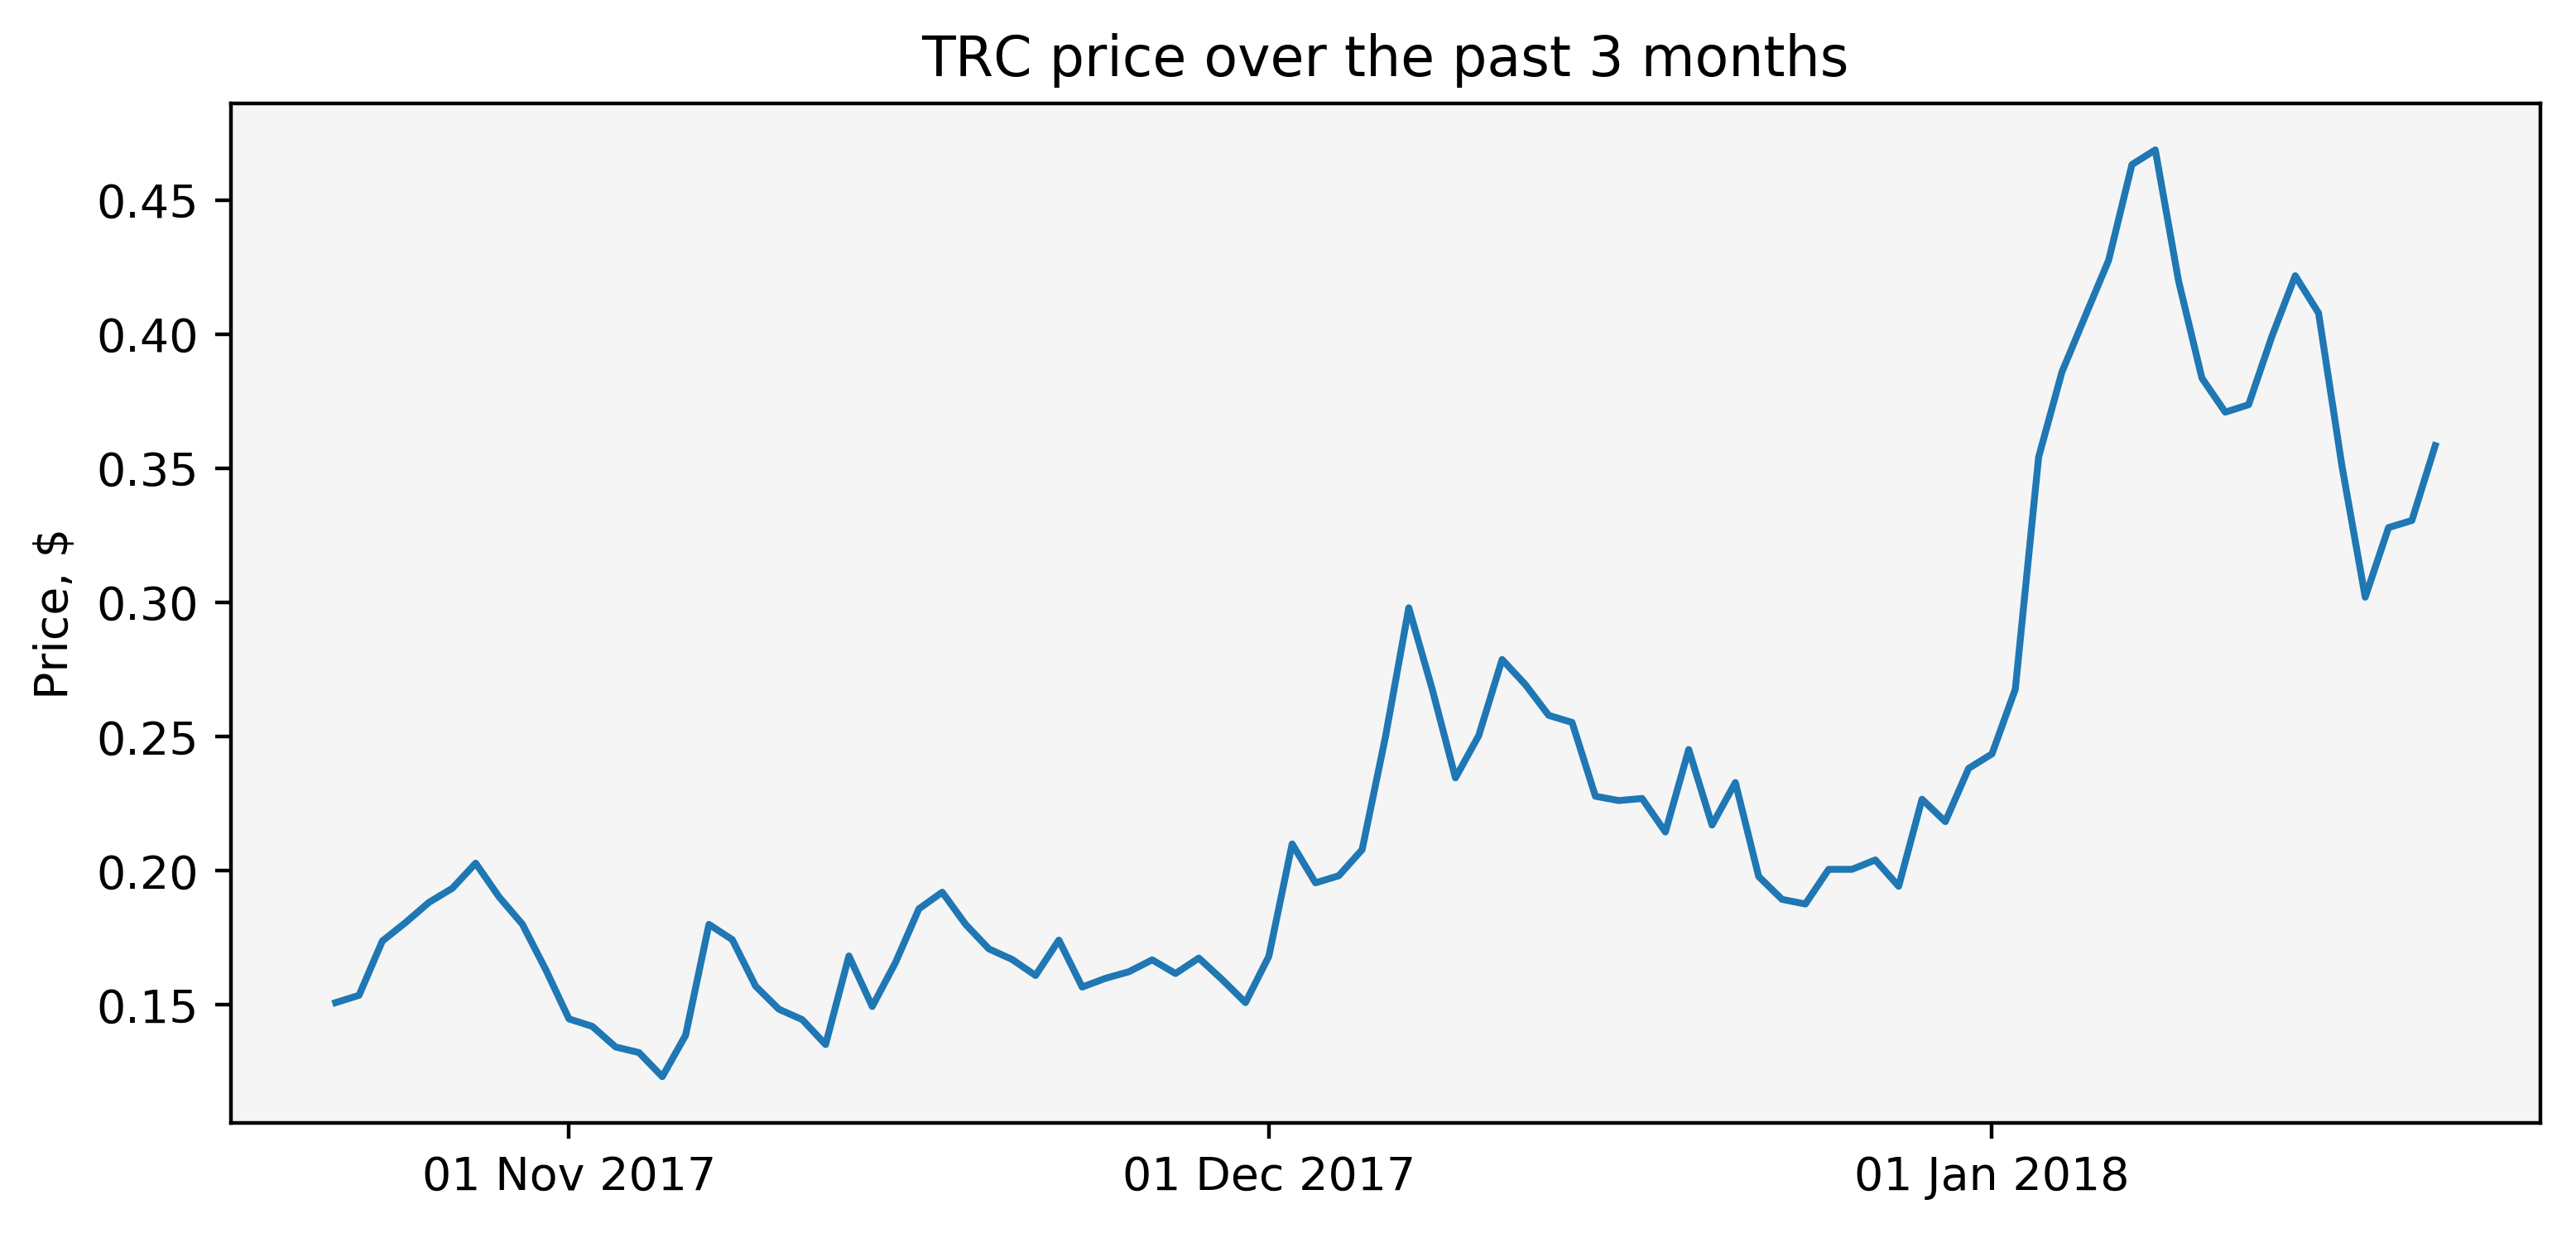 TRC price over the past 3 months
Price, $
0.45
0.40
0.35
0.30
0.25
0.20
0.15
01 Nov 2017
01 Dec 2017
01 Jan 2018